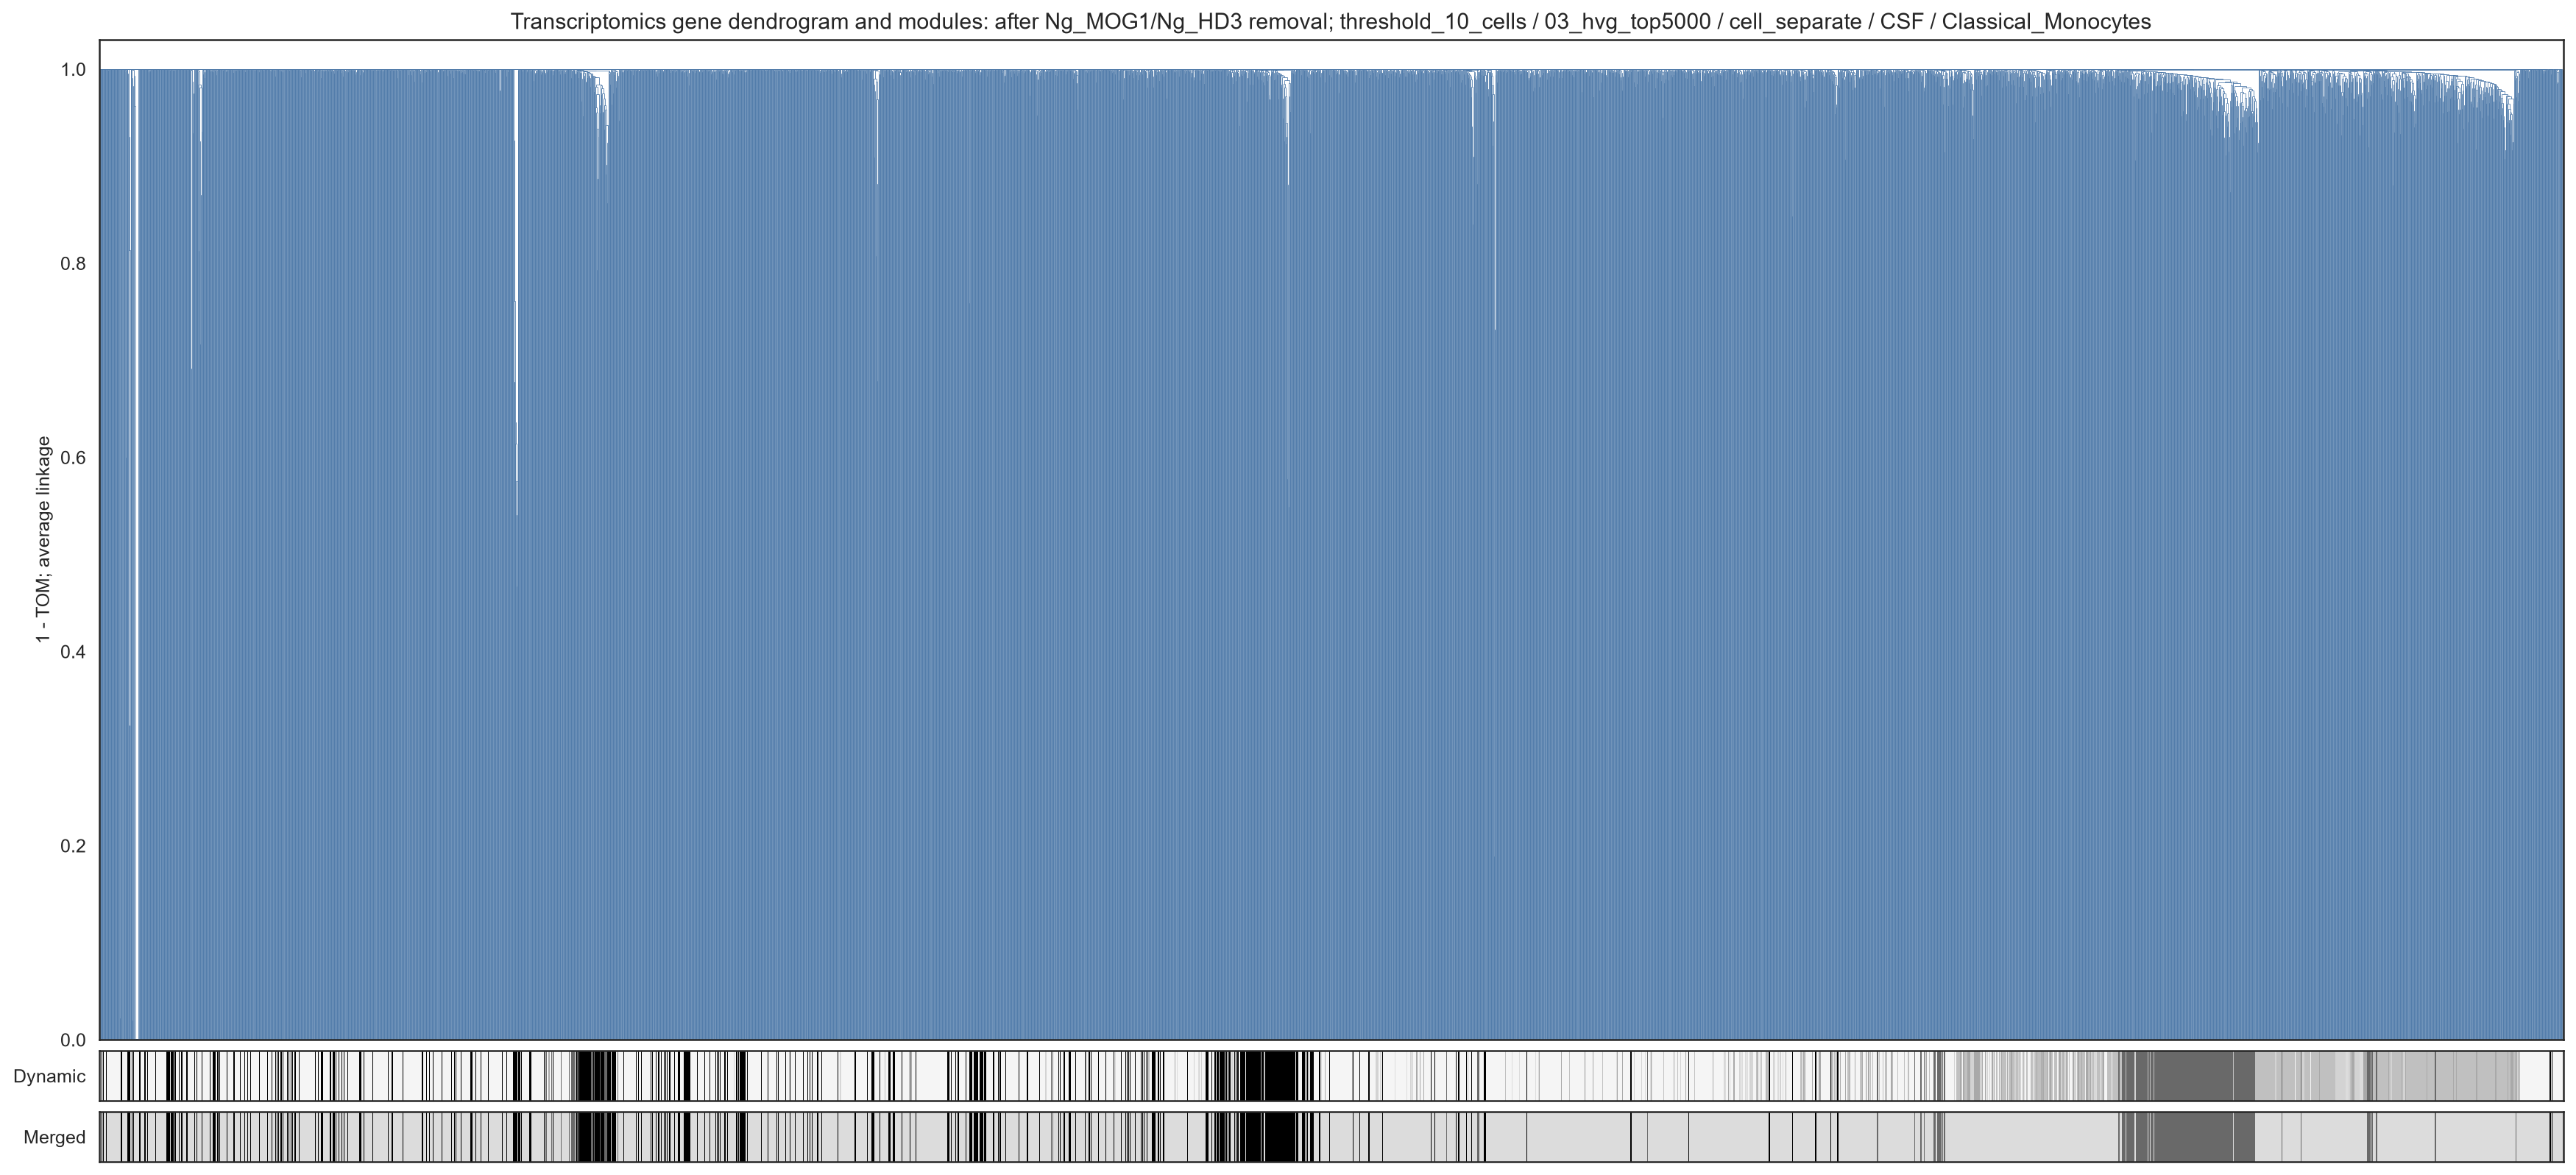 Transcriptomics gene dendrogram and modules: after Ng_MOG1/Ng_HD3 removal; threshold_10_cells / 03_hvg_top5000 / cell_separate / CSF / Classical_Monocytes
1.0
0.8
0.6
0.4
0.2
0.0
1 - TOM; average linkage
Dynamic
Merged